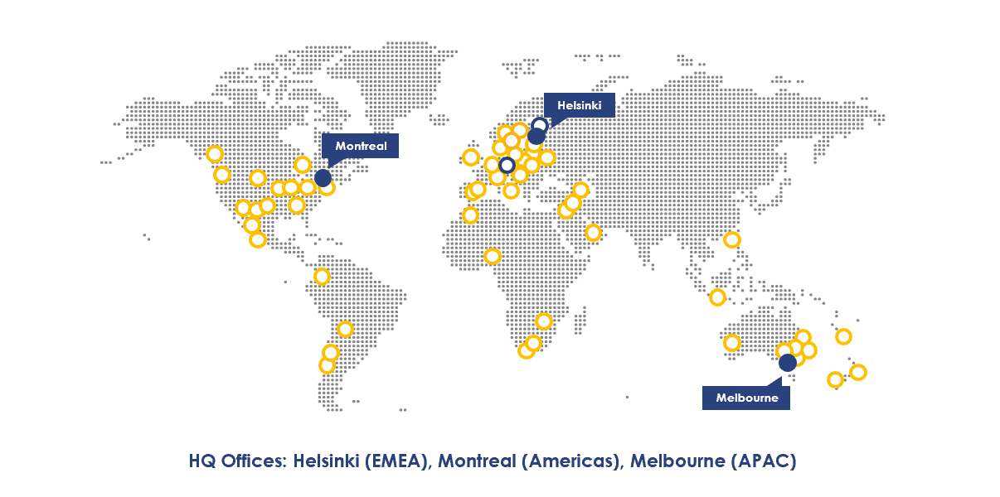 Helsinki
Montreal
Melbourne
HQ Offices: Helsinki (EMEA), Montreal (Americas), Melbourne (APAC)